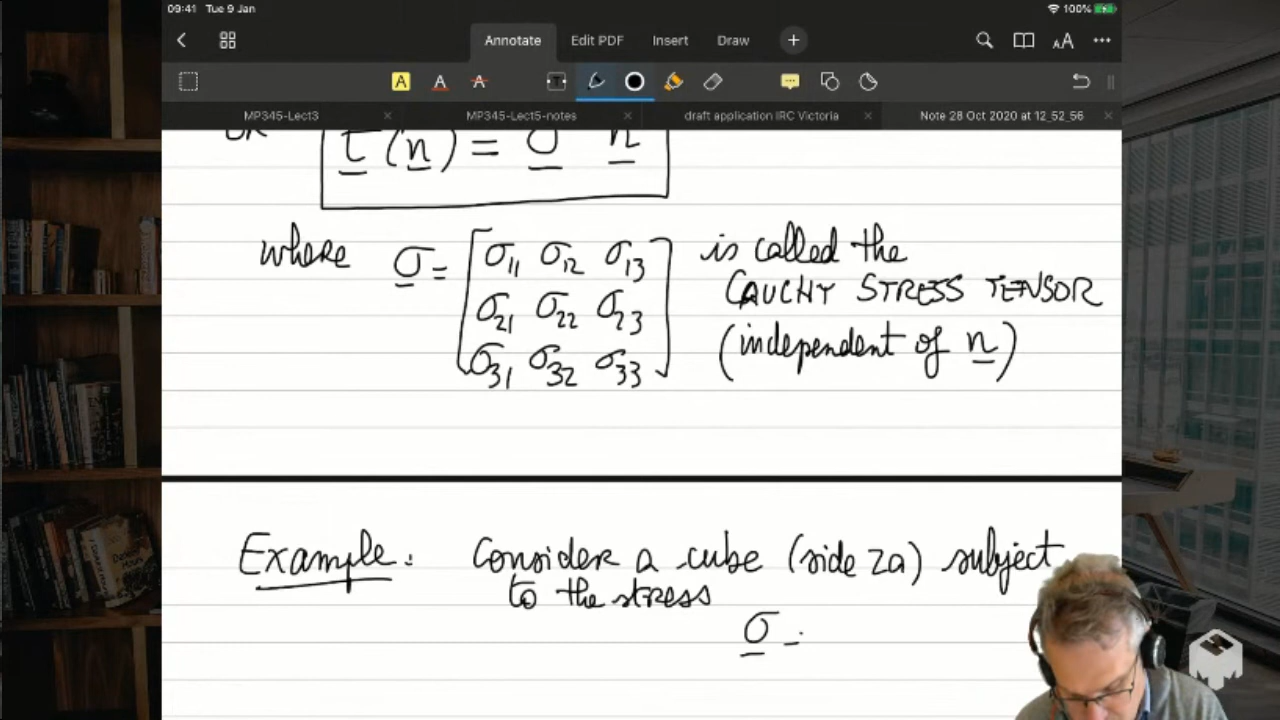 09:41 Tue 9 Jan
100%
Annotate Edit PDF Insert Draw
MP345-Lect3
MP345-Lect5-notes
draft application IRC Victoria
Note 28 Oct 2020 at 12_52_56
t (n) = σ n
where σ = [σ11 σ12 σ13
σ21 σ22 σ23
σ31 σ32 σ33]
is called the
CAUCHY STRESS TENSOR
(independent of n)
Example: Consider a cube (side 2a) subject
to the stress
σ =